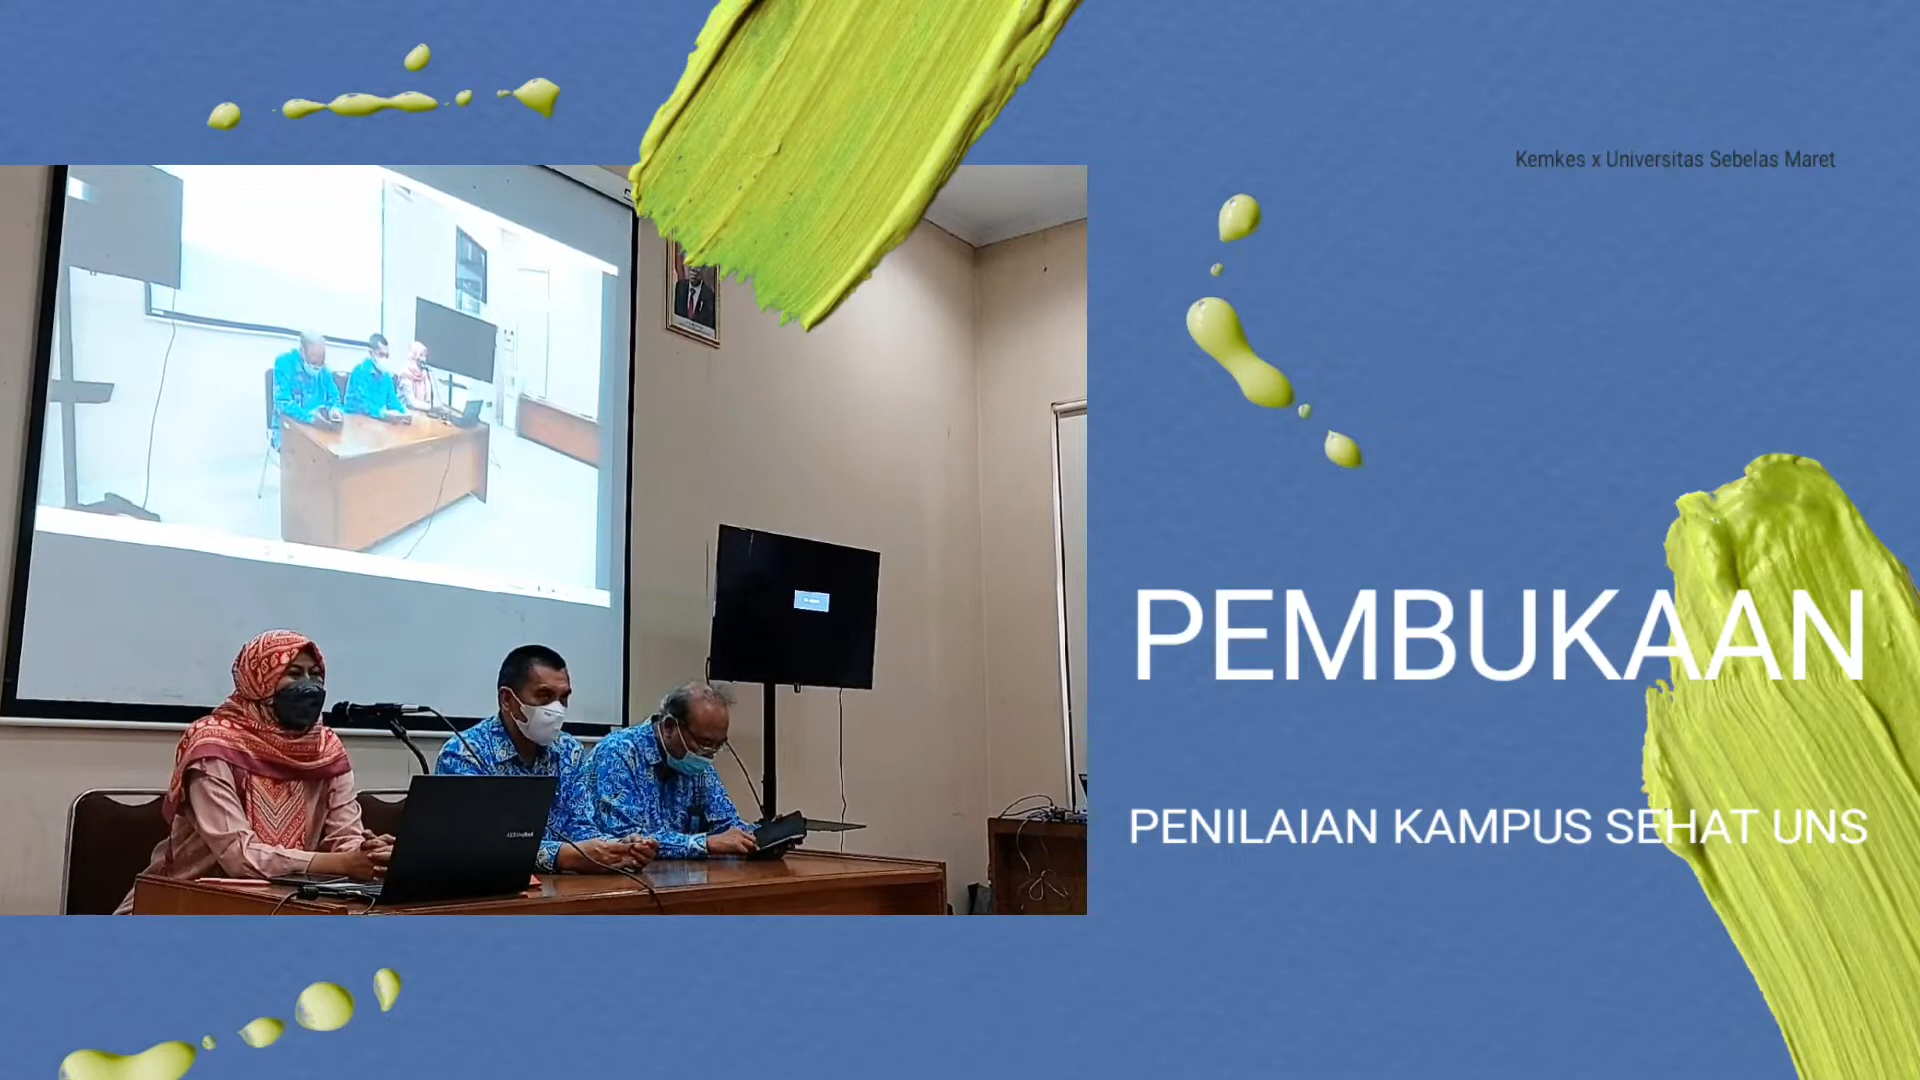 Kemkes x Universitas Sebelas Maret
PEMBUKAAN
PENILAIAN KAMPUS SEHAT UNS